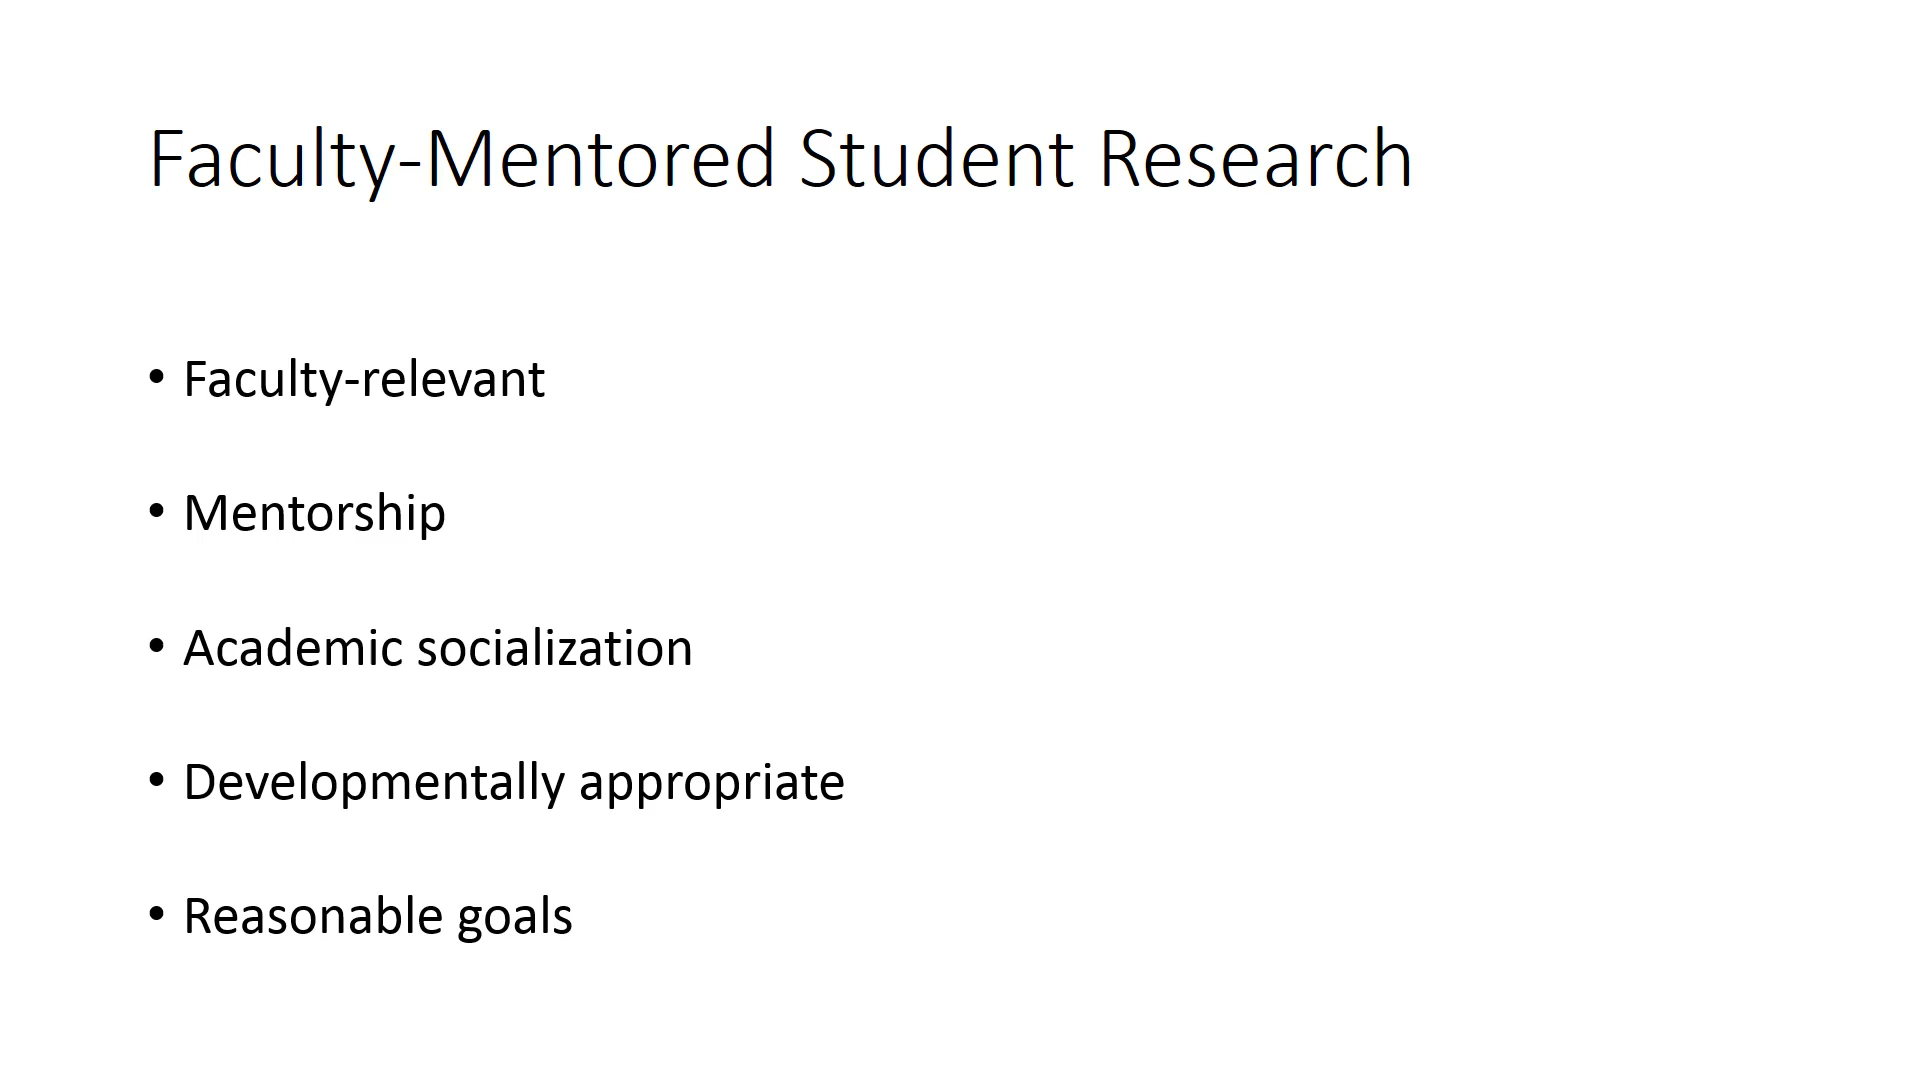 Faculty-Mentored Student Research
• Faculty-relevant
• Mentorship
• Academic socialization
• Developmentally appropriate
• Reasonable goals